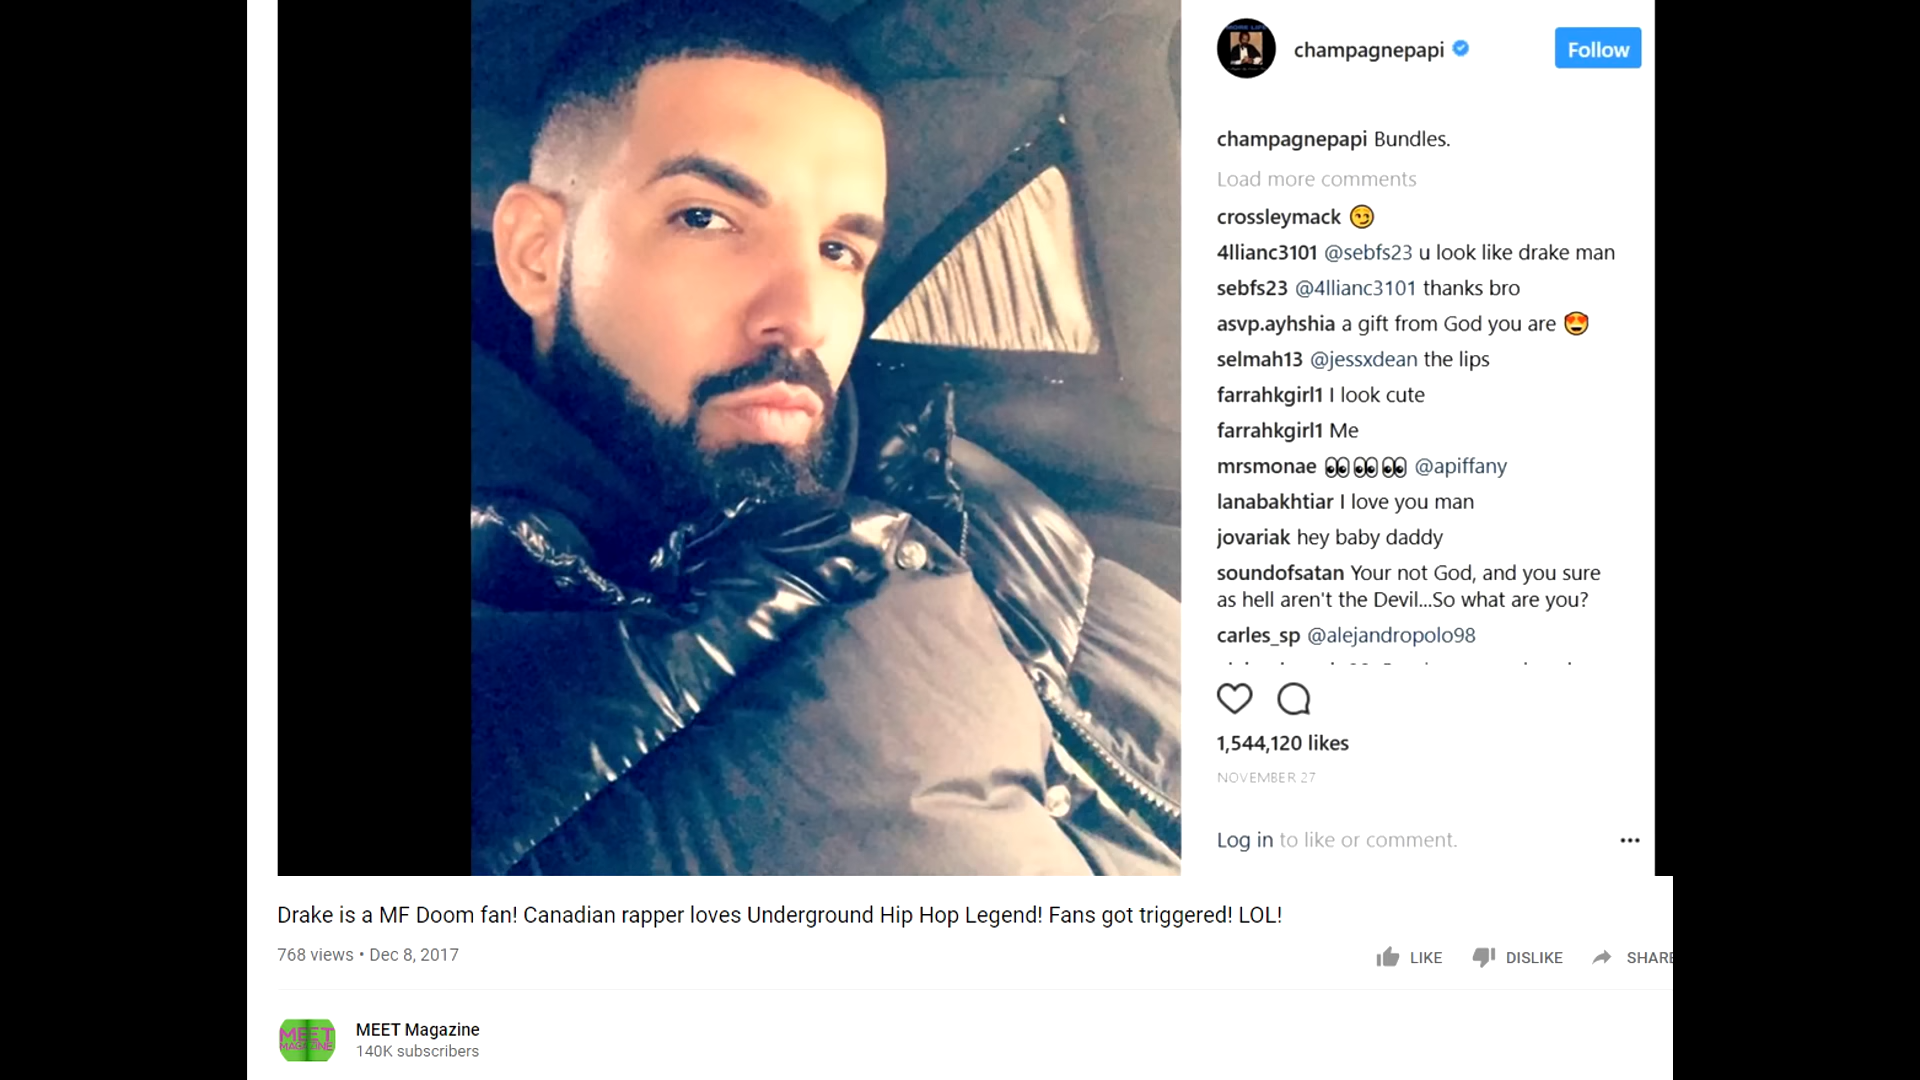 champagnepapi
Follow
champagnepapi Bundles.
Load more comments
crossleymack 😏
4llianc3101 @sebfs23 u look like drake man
sebfs23 @4llianc3101 thanks bro
asvp.ayhshia a gift from God you are 😍
selmah13 @jessxdean the lips
farrahkgirl1 I look cute
farrahkgirl1 Me
mrsmonae 👀👀👀 @apiffany
lanabakhtiar I love you man
jovariak hey baby daddy
soundofsatan Your not God, and you sure
as hell aren't the Devil...So what are you?
carles_sp @alejandropolo98
1,544,120 likes
NOVEMBER 27
Log in to like or comment.
Drake is a MF Doom fan! Canadian rapper loves Underground Hip Hop Legend! Fans got triggered! LOL!
768 views • Dec 8, 2017
LIKE
DISLIKE
SHARE
MEET
MAGAZINE
MEET Magazine
140K subscribers